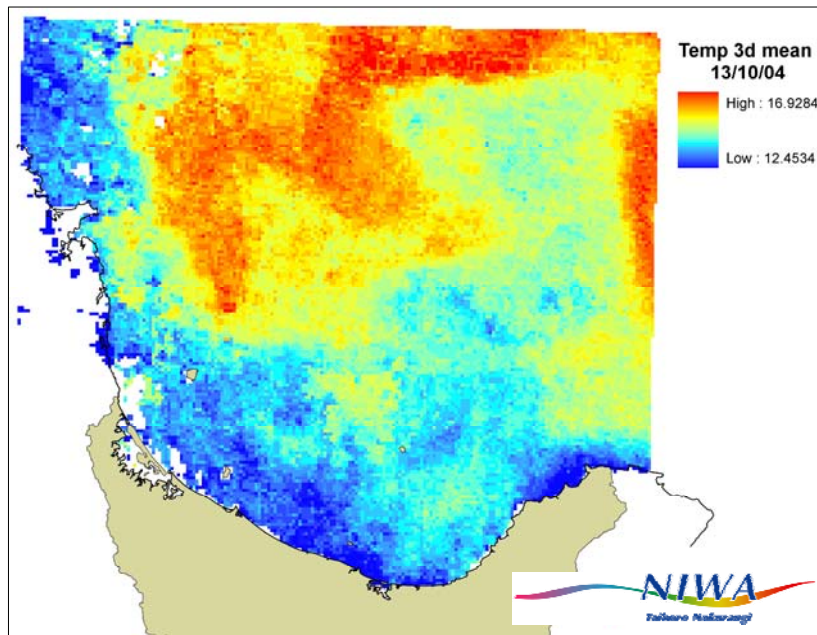 Temp 3d mean
13/10/04
High : 16.9284
Low : 12.4534
NIWA
Taihoro Nukurangi